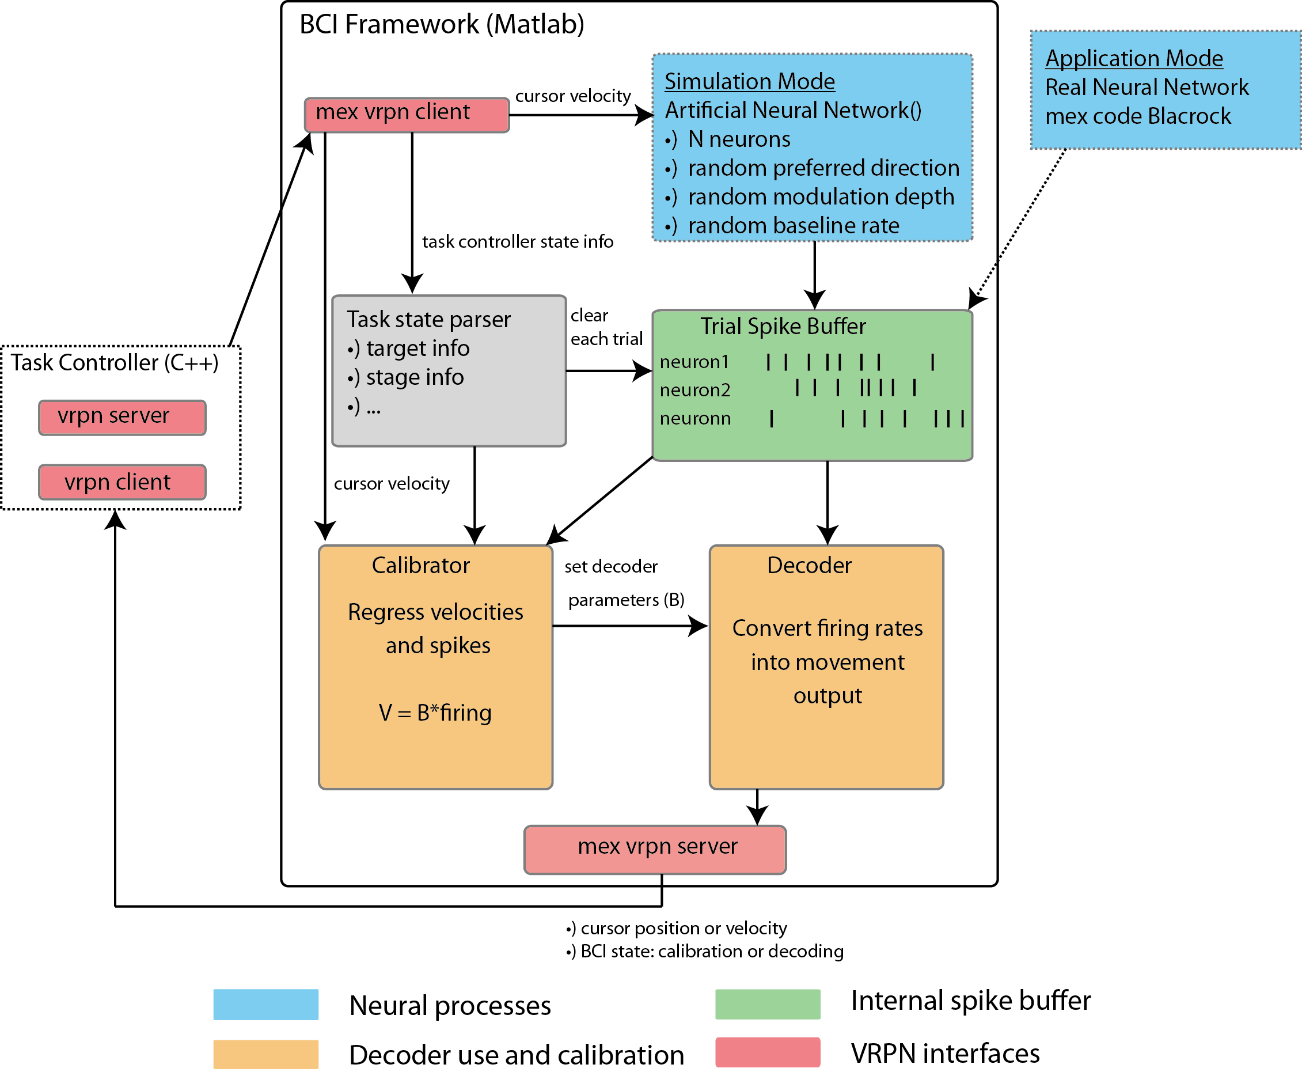 BCI Framework (Matlab)
mex vrpn client
cursor velocity
Simulation Mode
Artificial Neural Network()
•) N neurons
•) random preferred direction
•) random modulation depth
•) random baseline rate
Application Mode
Real Neural Network
mex code Blacrock
task controller state info
Task state parser
•) target info
•) stage info
•) ...
clear
each trial
Trial Spike Buffer
neuron1
neuron2
neuronn
Task Controller (C++)
vrpn server
vrpn client
cursor velocity
Calibrator
Regress velocities
and spikes
V = B*firing
set decoder
parameters (B)
Decoder
Convert firing rates
into movement
output
mex vrpn server
•) cursor position or velocity
•) BCI state: calibration or decoding
Neural processes
Internal spike buffer
Decoder use and calibration
VRPN interfaces